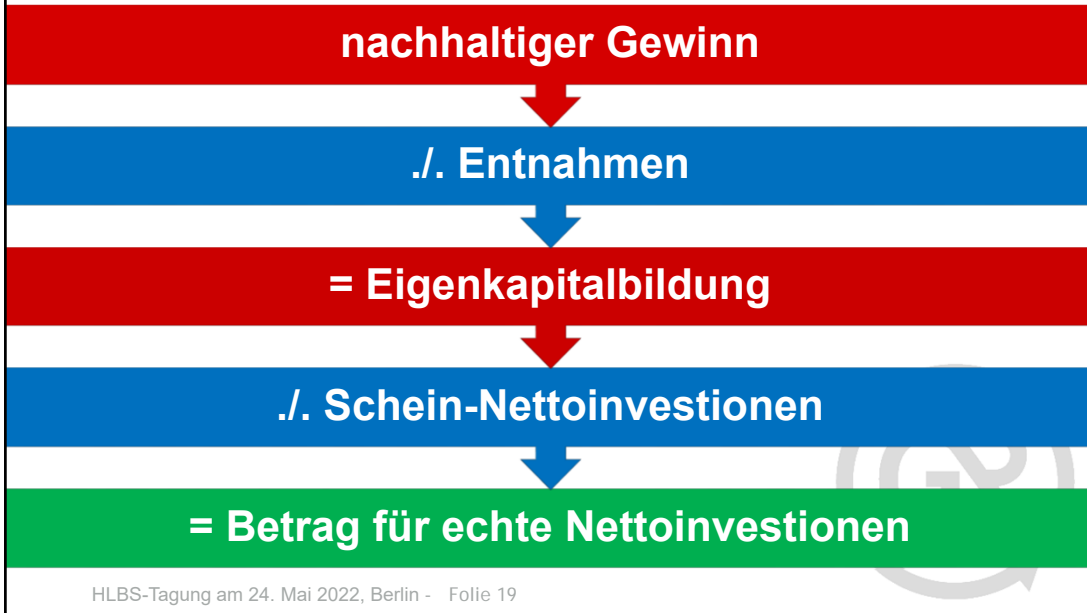 nachhaltiger Gewinn
./. Entnahmen
= Eigenkapitalbildung
./. Schein-Nettoinvestionen
= Betrag für echte Nettoinvestionen
HLBS-Tagung am 24. Mai 2022, Berlin - Folie 19